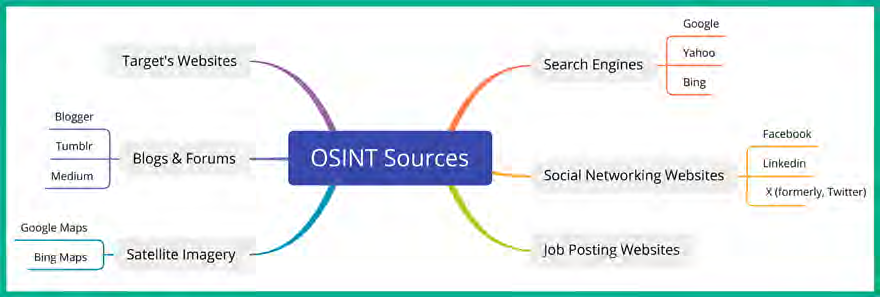 OSINT Sources
Target's Websites
Blogs & Forums
Blogger
Tumblr
Medium
Satellite Imagery
Google Maps
Bing Maps
Search Engines
Google
Yahoo
Bing
Social Networking Websites
Facebook
Linkedin
X (formerly, Twitter)
Job Posting Websites